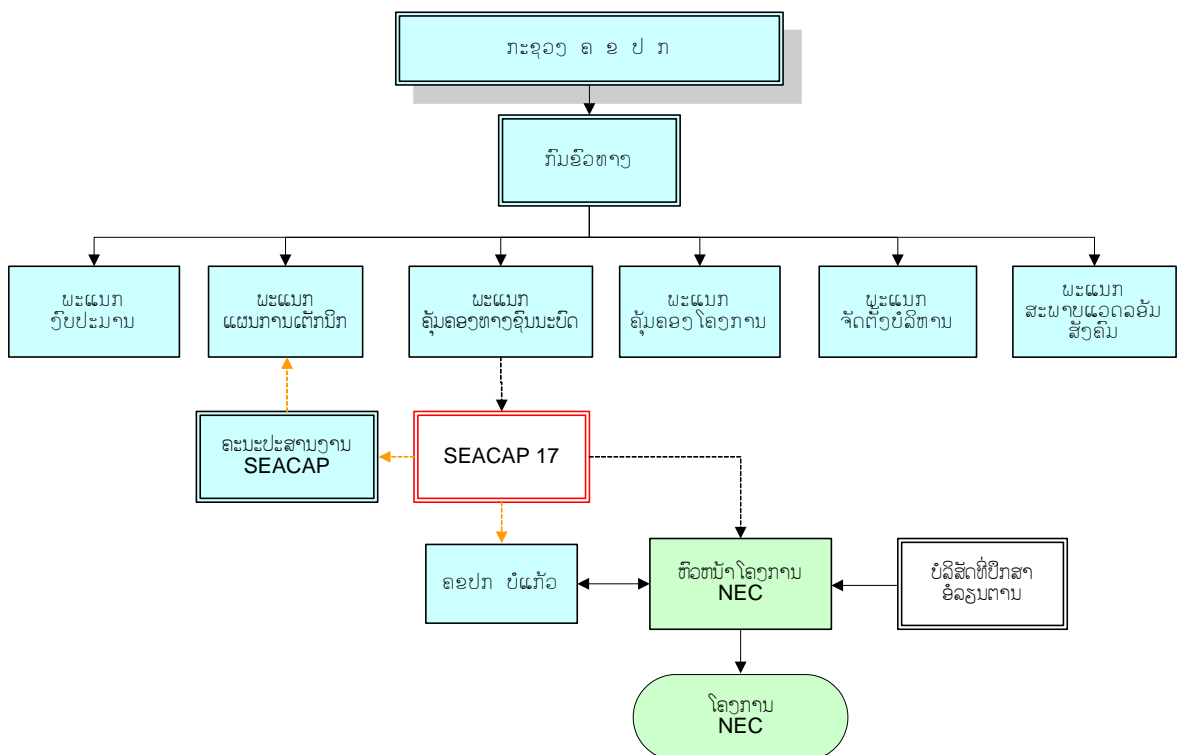 ກະຊວງ ຄ ຂ ປ ກ
ກົມຂົວທາງ
ພະແນກ
ງົບປະມານ
ພະແນກ
ແຜນການເຕັກນິກ
ພະແນກ
ຄຸ້ມຄອງທາງຊົນນະບົດ
ພະແນກ
ຄຸ້ມຄອງໂຄງການ
ພະແນກ
ຈັດຕັ້ງບໍລິຫານ
ພະແນກ
ສະພາບແວດລອ້ມ
ສັງຄົມ
ຄະນະປະສານງານ
SEACAP
SEACAP 17
ຄຂປກ ບໍແກ້ວ
ຫົວຫນ້າໂຄງການ
NEC
ບໍລິສັດທີ່ປຶກສາ
ອໍລຽນຕານ
ໂຄງການ
NEC